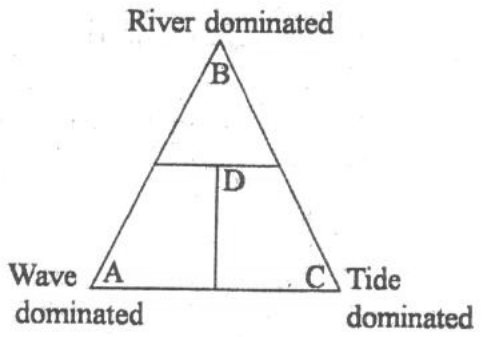 River dominated
B
D
Wave A C Tide
dominated dominated